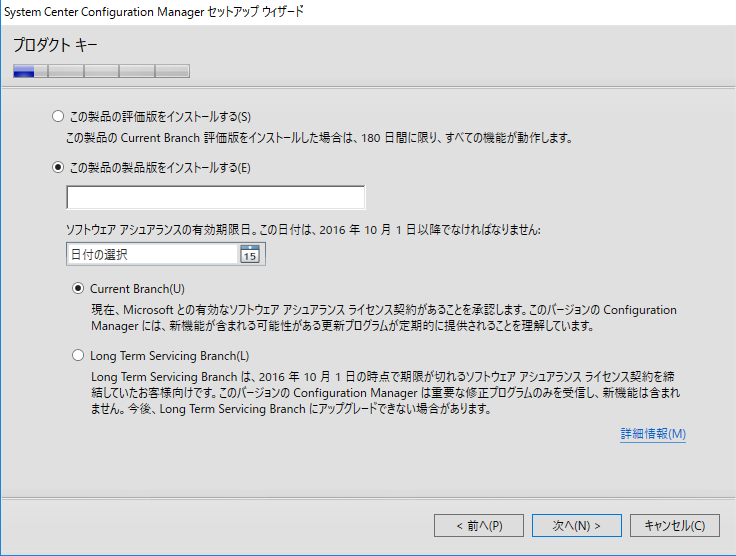 System Center Configuration Manager セットアップ ウィザード
プロダクト キー
この製品の評価版をインストールする(S)
この製品の Current Branch 評価版をインストールした場合は、180 日間に限り、すべての機能が動作します。
この製品の製品版をインストールする(E)
ソフトウェア アシュアランスの有効期限日。この日付は、2016 年 10 月 1 日以降でなければなりません:
日付の選択
15
Current Branch(U)
現在、Microsoft との有効なソフトウェア アシュアランス ライセンス契約があることを承認します。このバージョンの Configuration
Manager には、新機能が含まれる可能性がある更新プログラムが定期的に提供されることを理解しています。
Long Term Servicing Branch(L)
Long Term Servicing Branch は、2016 年 10 月 1 日の時点で期限が切れるソフトウェア アシュアランス ライセンス契約を締
結していたお客様向けです。このバージョンの Configuration Manager は重要な修正プログラムのみを受信し、新機能は含まれ
ません。今後、Long Term Servicing Branch にアップグレードできない場合があります。
詳細情報(M)
< 前へ(P)
次へ(N) >
キャンセル(C)